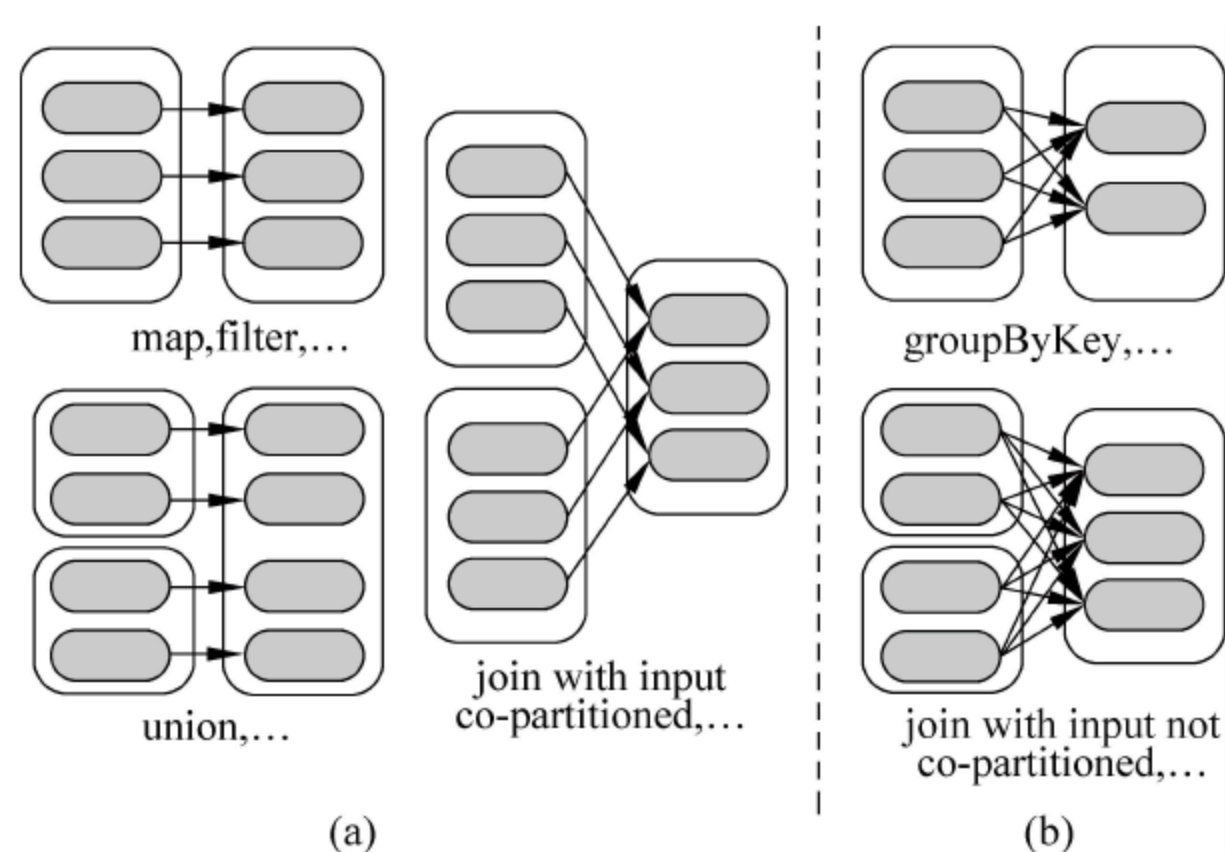 map,filter,…
union,…
join with input
co-partitioned,…
(a)
groupByKey,…
join with input not
co-partitioned,…
(b)